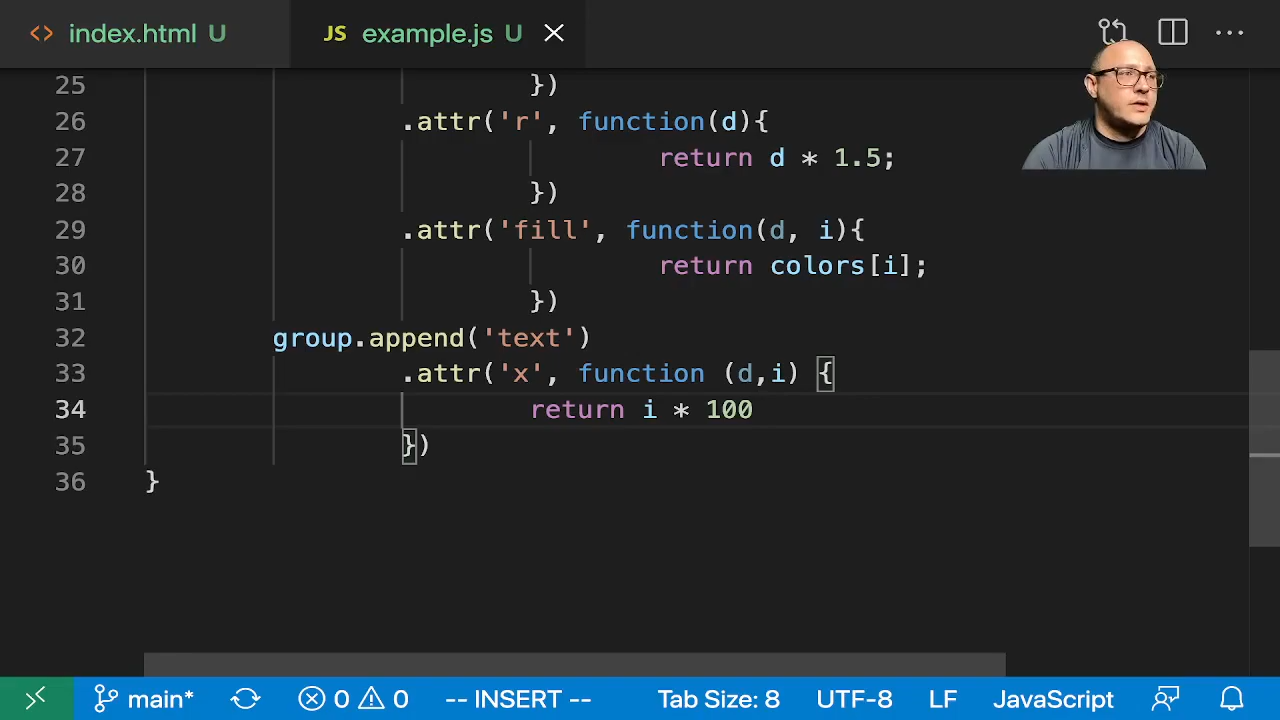 index.html U
JS example.js U
25 })
26 .attr('r', function(d){
27 return d * 1.5;
28 })
29 .attr('fill', function(d, i){
30 return colors[i];
31 })
32 group.append('text')
33 .attr('x', function (d,i) {
34 return i * 100
35 })
36 }
main* 0 0 -- INSERT -- Tab Size: 8 UTF-8 LF JavaScript